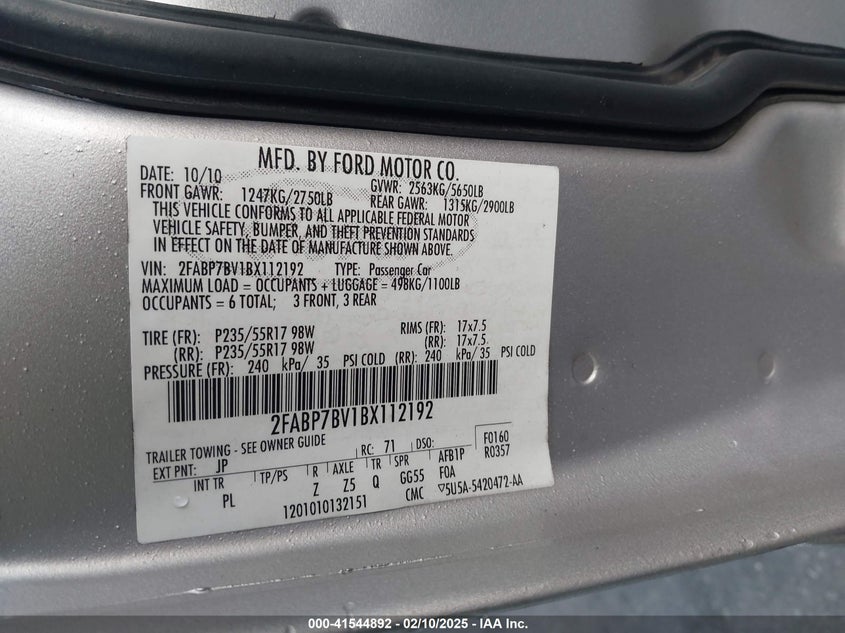 MFD. BY FORD MOTOR CO.
DATE: 10/10 GVWR: 2563KG/5650LB
FRONT GAWR: 1247KG/2750LB REAR GAWR: 1315KG/2900LB
THIS VEHICLE CONFORMS TO ALL APPLICABLE FEDERAL MOTOR
VEHICLE SAFETY, BUMPER, AND THEFT PREVENTION STANDARDS
IN EFFECT ON THE DATE OF MANUFACTURE SHOWN ABOVE.
VIN: 2FABP7BV1BX112192 TYPE: Passenger Car
MAXIMUM LOAD = OCCUPANTS + LUGGAGE = 498KG/1100LB
OCCUPANTS = 6 TOTAL; 3 FRONT, 3 REAR
TIRE (FR): P235/55R17 98W RIMS (FR): 17x7.5
(RR): P235/55R17 98W (RR): 17x7.5
PRESSURE (FR): 240 kPa/ 35 PSI COLD (RR): 240 kPa/ 35 PSI COLD
2FABP7BV1BX112192
TRAILER TOWING - SEE OWNER GUIDE F0160
EXT PNT: JP RC: 71 DSO: AFB1P R0357
INT TR TP/PS R AXLE TR SPR F0A
PL Z Z5 Q GG55
1201010132151 CMC ▽5U5A-5420472-AA
000-41544892 - 02/10/2025 - IAA Inc.